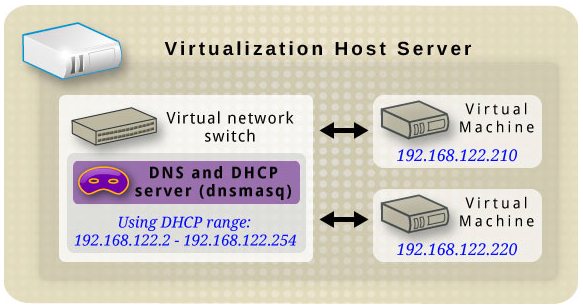 Virtualization Host Server
Virtual network
switch
DNS and DHCP
server (dnsmasq)
Using DHCP range:
192.168.122.2 - 192.168.122.254
Virtual
Machine
192.168.122.210
Virtual
Machine
192.168.122.220